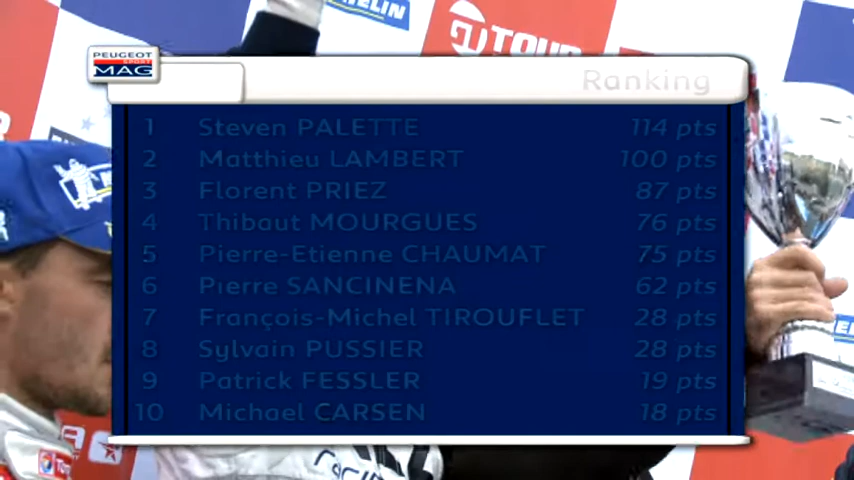 MICHELIN
TOUR
PEUGEOT
SPORT
MAG
Ranking
1 Steven PALETTE 114 pts
2 Matthieu LAMBERT 100 pts
3 Florent PRIEZ 87 pts
4 Thibaut MOURGUES 76 pts
5 Pierre-Etienne CHAUMAT 75 pts
6 Pierre SANCINENA 62 pts
7 François-Michel TIROUFLET 28 pts
8 Sylvain PUSSIER 28 pts
9 Patrick FESSLER 19 pts
10 Michael CARSEN 18 pts